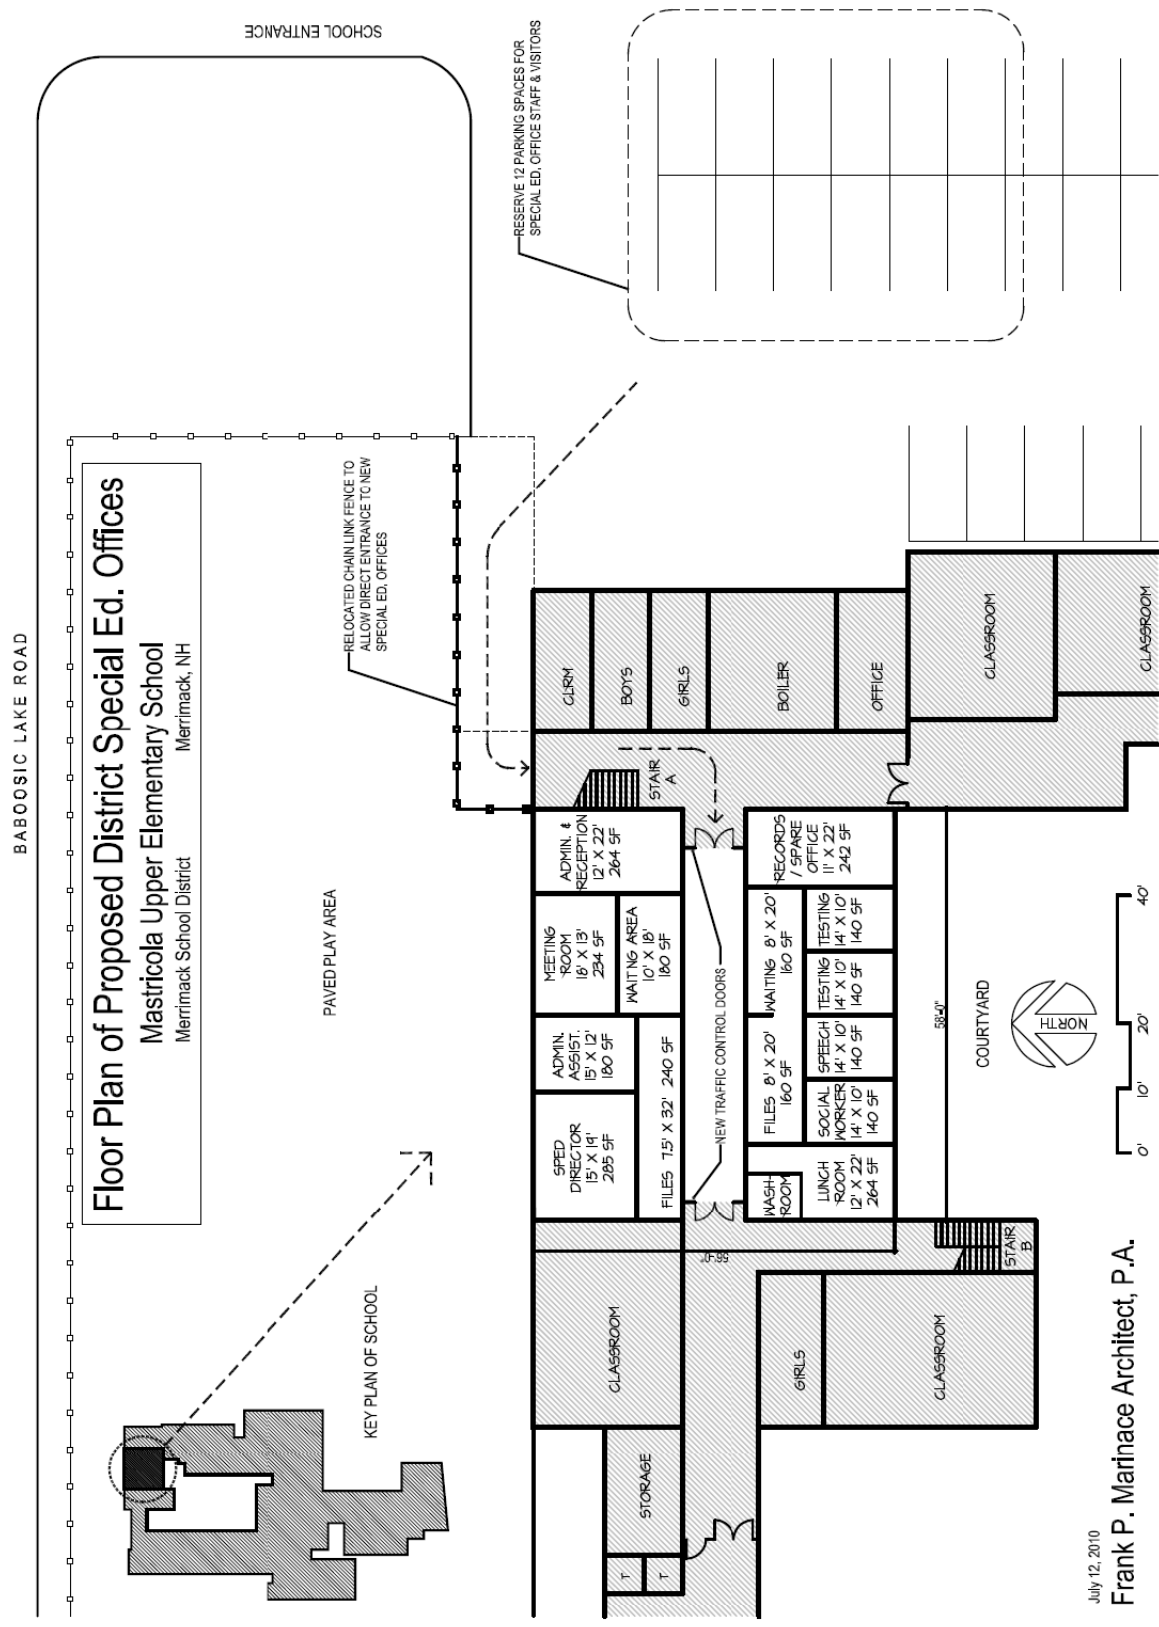 Floor Plan of Proposed District Special Ed. Offices
Mastricola Upper Elementary School
Merrimack School District
Merrimack, NH
BABOOSIC LAKE ROAD
SCHOOL ENTRANCE
RESERVE 12 PARKING SPACES FOR
SPECIAL ED, OFFICE STAFF & VISITORS
RELOCATED CHAIN LINK FENCE TO
ALLOW DIRECT ENTRANCE TO NEW
SPECIAL ED, OFFICES
PAVED PLAY AREA
KEY PLAN OF SCHOOL
CLASSROOM
SPED
DIRECTOR
15' X 19'
285 SF
ADMIN.
ASSIST.
15' X 12'
180 SF
MEETING
ROOM
18' X 13'
234 SF
ADMIN. &
RECEPTION
12' X 22'
264 SF
CLRM
BOYS
GIRLS
BOILER
OFFICE
STAIR
A
WAITING AREA
10' X 18'
180 SF
FILES 7.5' X 32' 240 SF
STORAGE
T
T
56'-0"
NEW TRAFFIC CONTROL DOORS
WASH-
ROOM
FILES 8' X 20'
160 SF
WAITING 8' X 20'
160 SF
RECORDS
/ SPARE
OFFICE
11' X 22'
242 SF
LUNCH
ROOM
12' X 22'
264 SF
SOCIAL
WORKER
14' X 10'
140 SF
SPEECH
14' X 10'
140 SF
TESTING
14' X 10'
140 SF
TESTING
14' X 10'
140 SF
GIRLS
CLASSROOM
STAIR
B
58'-0"
COURTYARD
CLASSROOM
CLASSROOM
NORTH
0'
10'
20'
40'
July 12, 2010
Frank P. Marinace Architect, P.A.